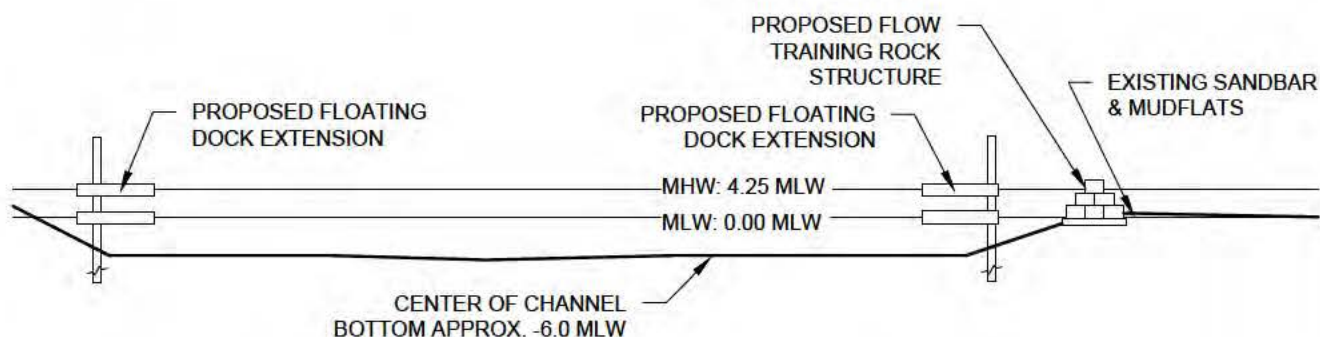 PROPOSED FLOW
TRAINING ROCK
STRUCTURE
EXISTING SANDBAR
& MUDFLATS
PROPOSED FLOATING
DOCK EXTENSION
PROPOSED FLOATING
DOCK EXTENSION
MHW: 4.25 MLW
MLW: 0.00 MLW
CENTER OF CHANNEL
BOTTOM APPROX. -6.0 MLW